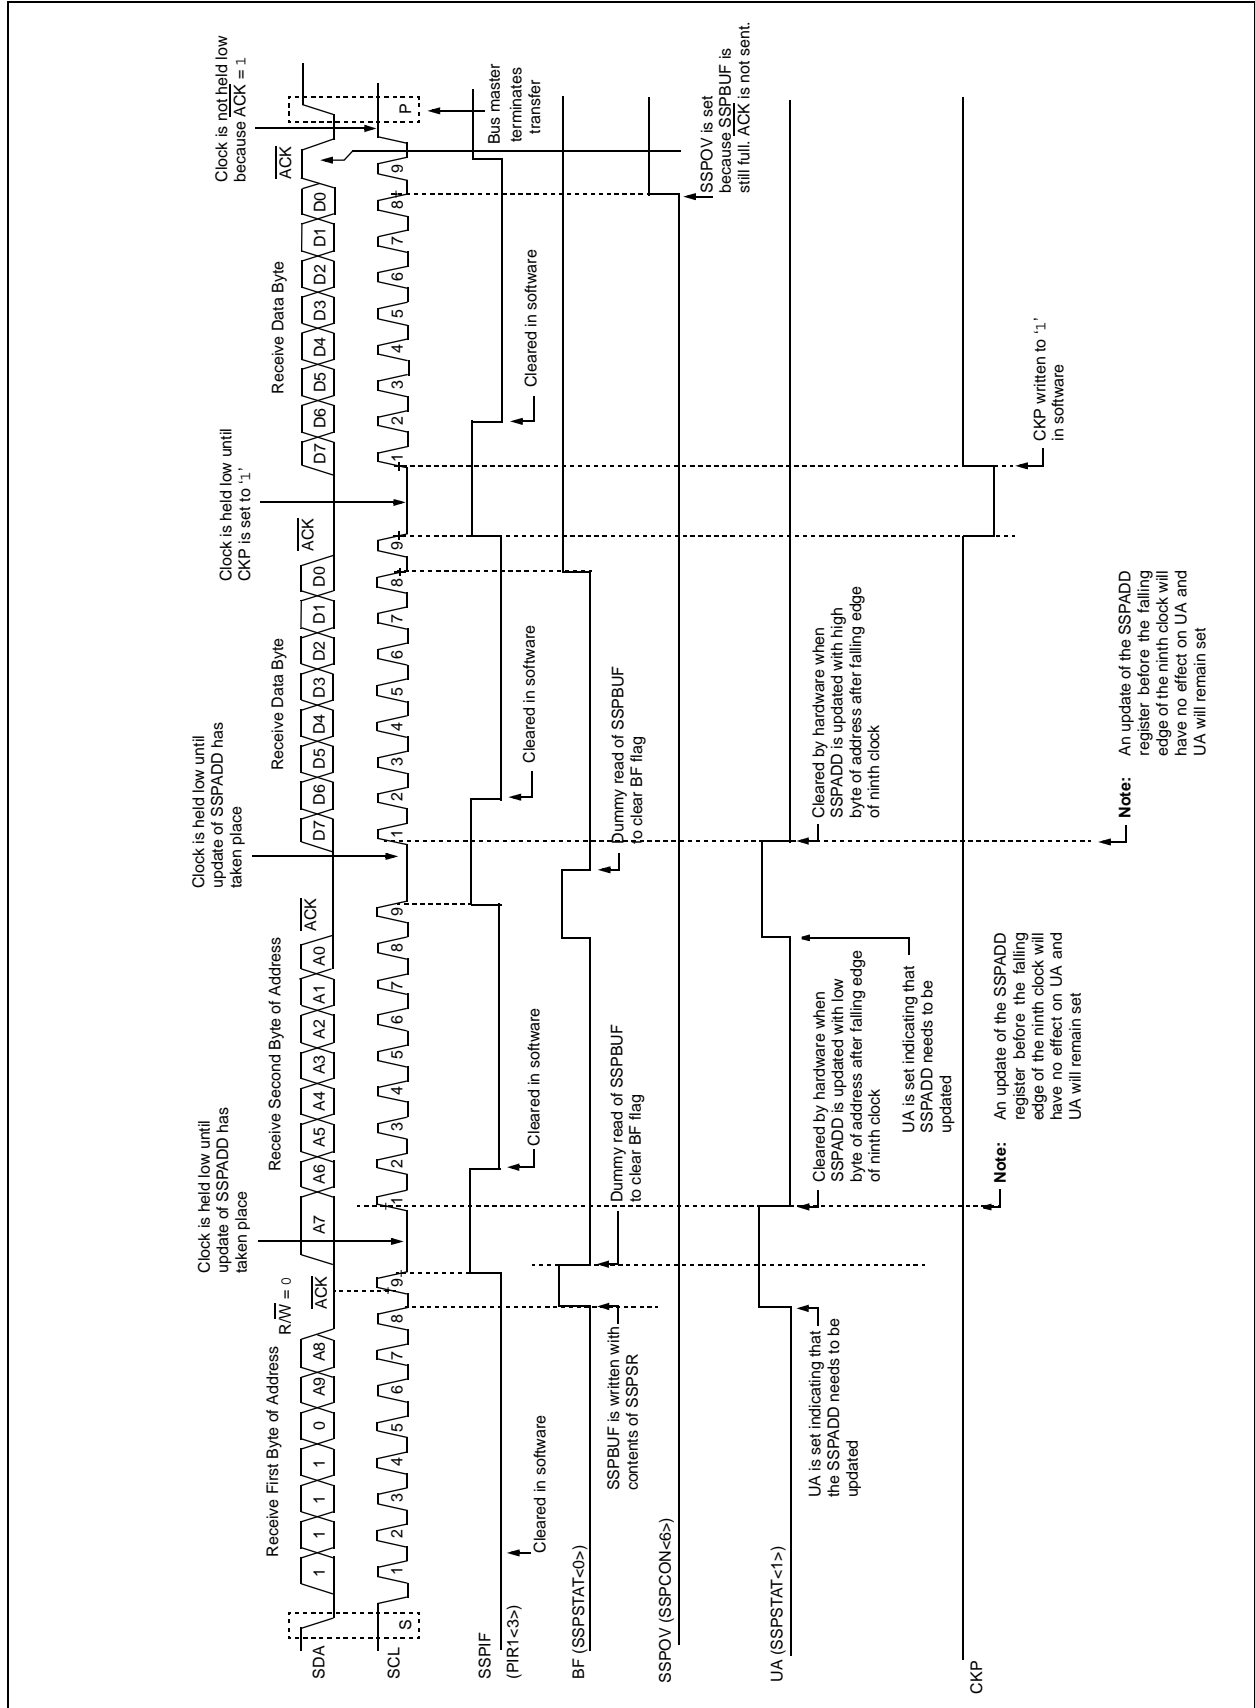 Clock is held low until
update of SSPADD has
taken place
Clock is held low until
update of SSPADD has
taken place
Clock is held low until
CKP is set to ‘1’
Clock is not held low
because ACK = 1
Receive First Byte of Address
R/W = 0
Receive Second Byte of Address
Receive Data Byte
Receive Data Byte
SDA
1 1 1 1 0 A9 A8 ACK A7 A6 A5 A4 A3 A2 A1 A0 ACK D7 D6 D5 D4 D3 D2 D1 D0 ACK D7 D6 D5 D4 D3 D2 D1 D0 ACK
SCL
S 1 2 3 4 5 6 7 8 9 1 2 3 4 5 6 7 8 9 1 2 3 4 5 6 7 8 9 1 2 3 4 5 6 7 8 9 P
Bus master
terminates
transfer
SSPIF
(PIR1<3>)
Cleared in software
Cleared in software
Cleared in software
Cleared in software
BF (SSPSTAT<0>)
SSPBUF is written with
contents of SSPSR
Dummy read of SSPBUF
to clear BF flag
Dummy read of SSPBUF
to clear BF flag
SSPOV (SSPCON<6>)
SSPOV is set
because SSPBUF is
still full. ACK is not sent.
UA (SSPSTAT<1>)
UA is set indicating that
the SSPADD needs to be
updated
Cleared by hardware when
SSPADD is updated with low
byte of address after falling edge
of ninth clock
UA is set indicating that
SSPADD needs to be
updated
Cleared by hardware when
SSPADD is updated with high
byte of address after falling edge
of ninth clock
CKP
CKP written to ‘1’
in software
Note: An update of the SSPADD
register before the falling
edge of the ninth clock will
have no effect on UA and
UA will remain set
Note: An update of the SSPADD
register before the falling
edge of the ninth clock will
have no effect on UA and
UA will remain set